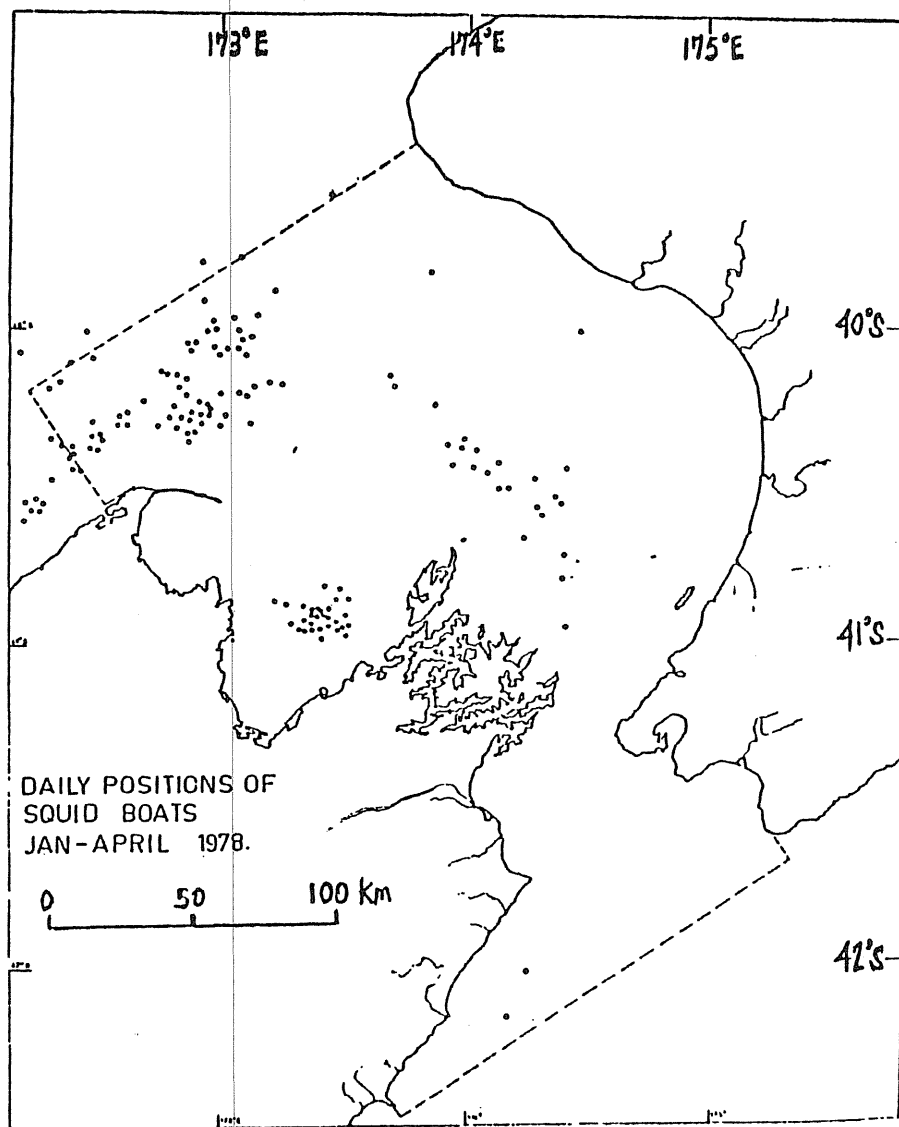 173°E
174°E
175°E
40°S
41°S
DAILY POSITIONS OF
SQUID BOATS
JAN-APRIL 1978.
0 50 100 Km
42°S